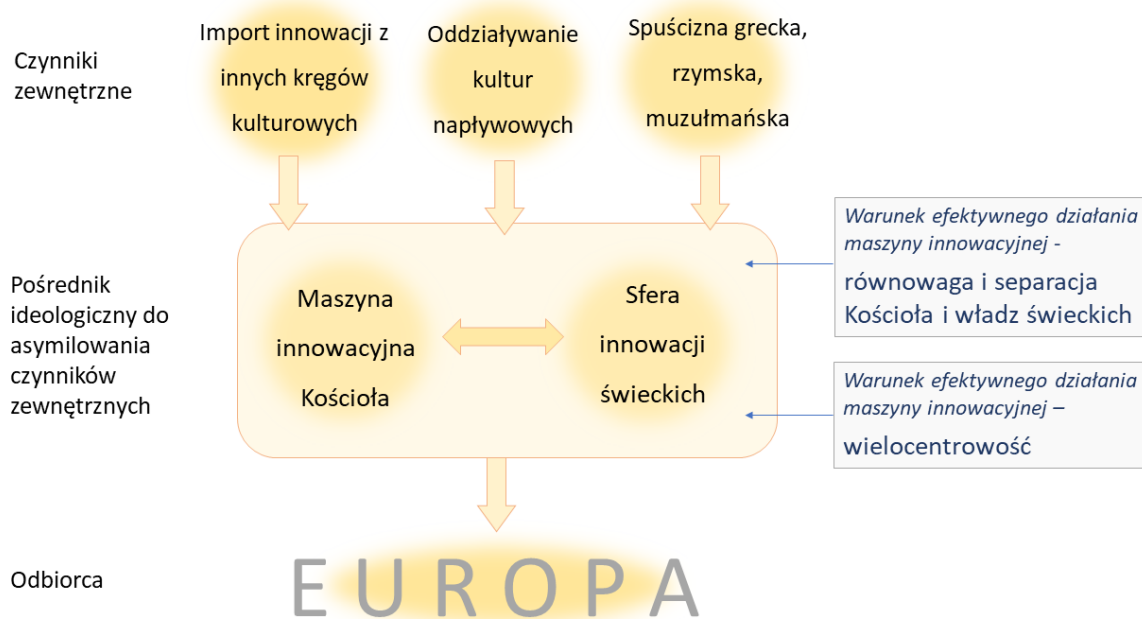 Czynniki
zewnętrzne
Import innowacji z
innych kręgów
kulturowych
Oddziaływanie
kultur
napływowych
Spuścizna grecka,
rzymska,
muzułmańska
Pośrednik
ideologiczny do
asymilowania
czynników
zewnętrznych
Maszyna
innowacyjna
Kościoła
Sfera
innowacji
świeckich
Warunek efektywnego działania
maszyny innowacyjnej -
równowaga i separacja
Kościoła i władz świeckich
Warunek efektywnego działania
maszyny innowacyjnej –
wielocentrowość
Odbiorca
EUROPA